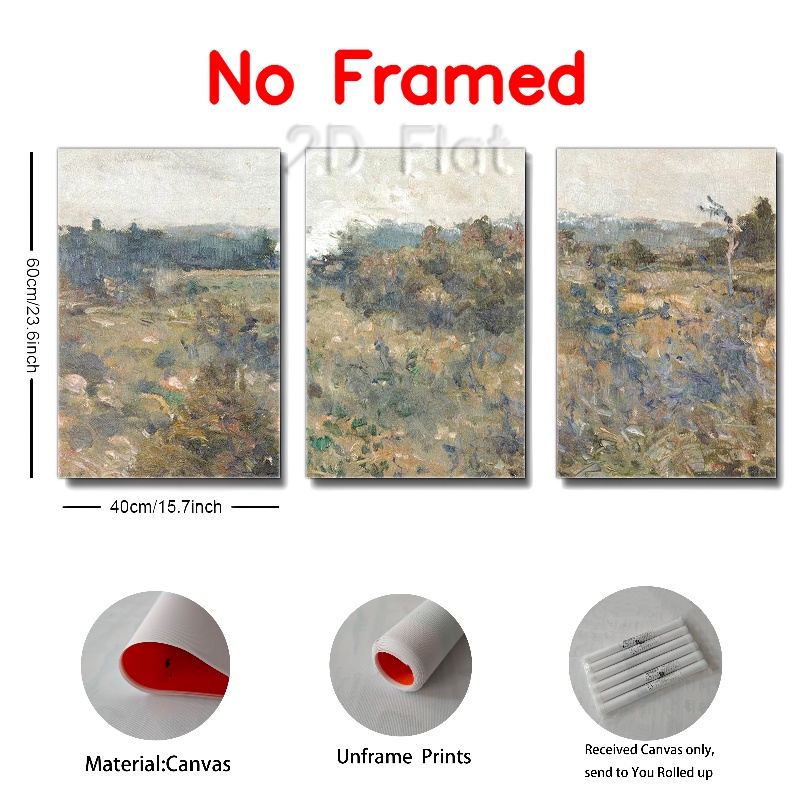 No Framed
2D Flat
60cm/23.6inch
40cm/15.7inch
Material:Canvas
Unframe Prints
Received Canvas only,
send to You Rolled up